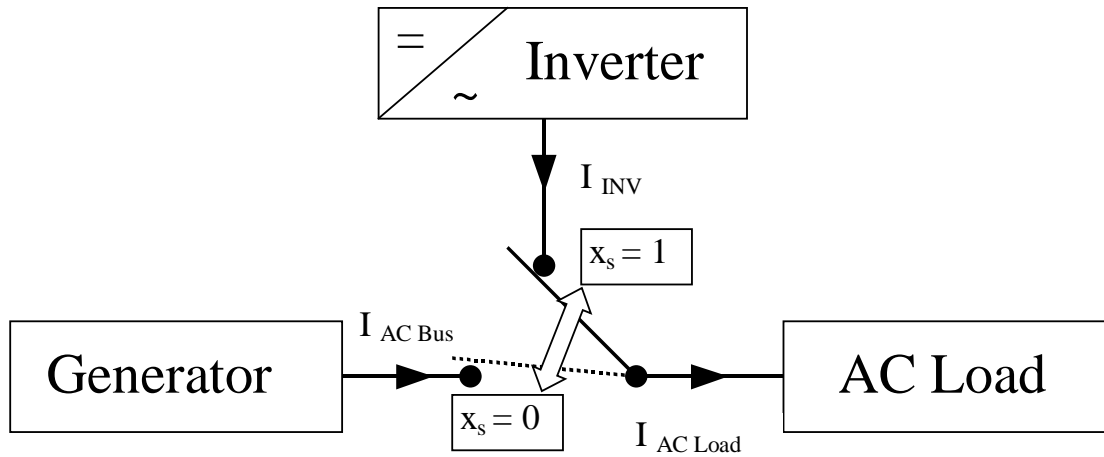 =
~
Inverter
I INV
xs = 1
I AC Bus
Generator
AC Load
xs = 0
I AC Load